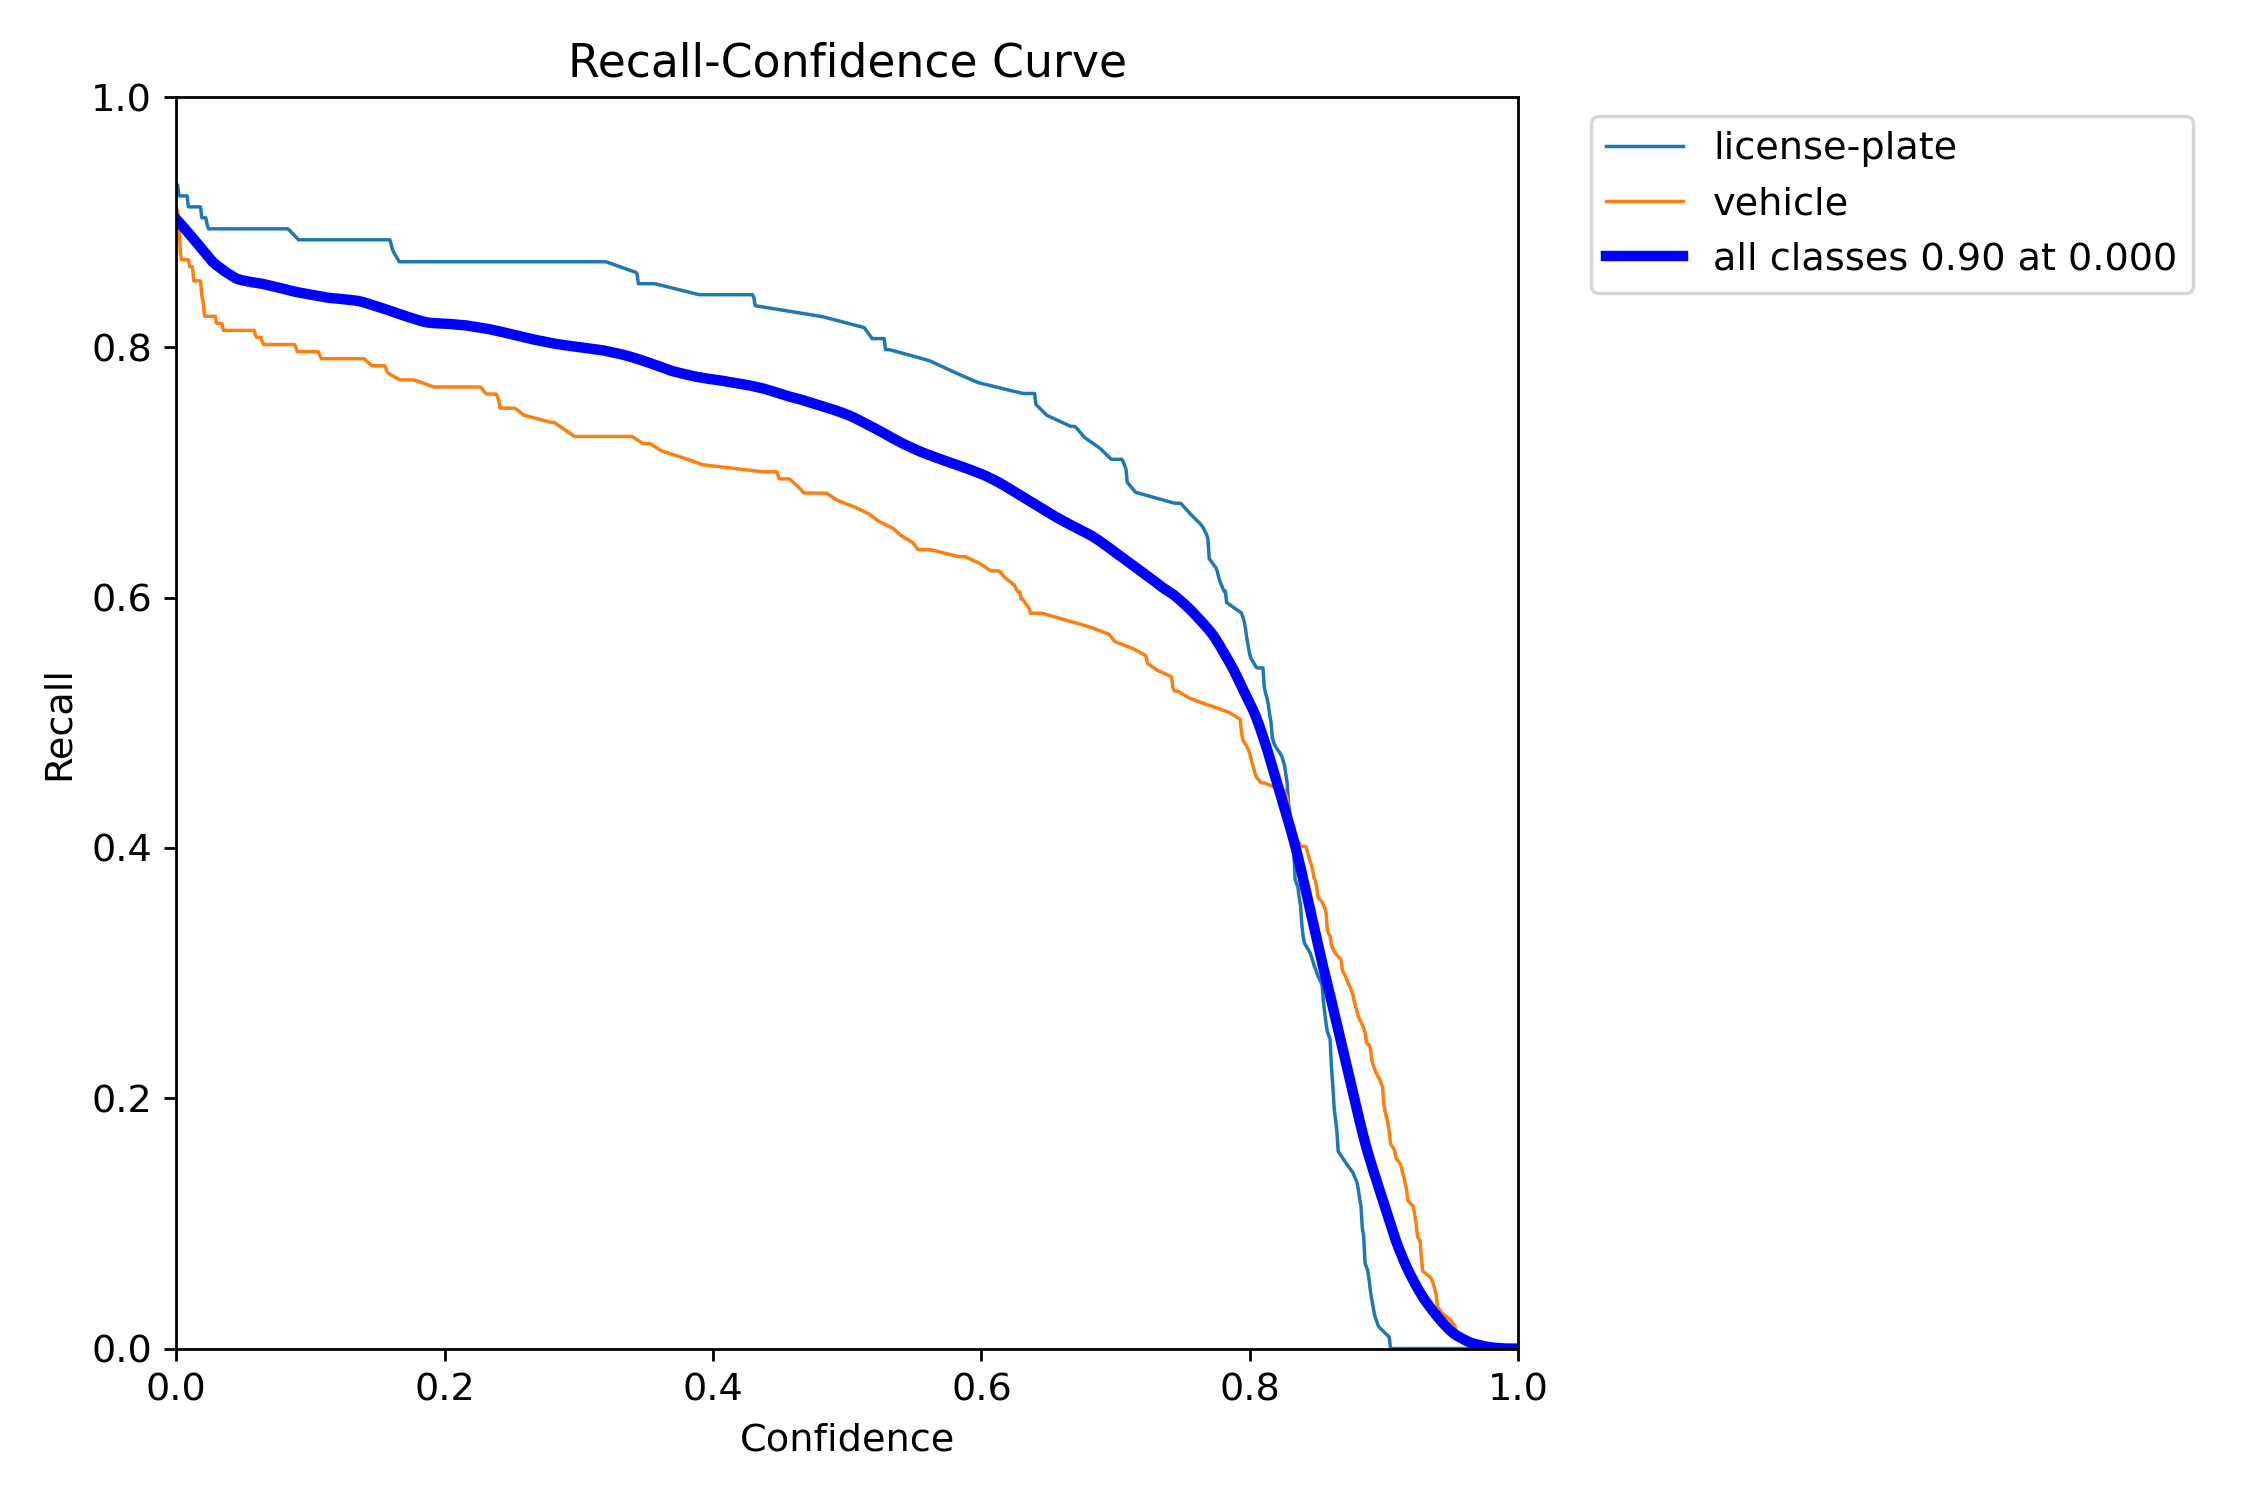 Recall-Confidence Curve
1.0
0.8
0.6
0.4
0.2
0.0
Recall
0.0 0.2 0.4 0.6 0.8 1.0
Confidence
license-plate
vehicle
all classes 0.90 at 0.000